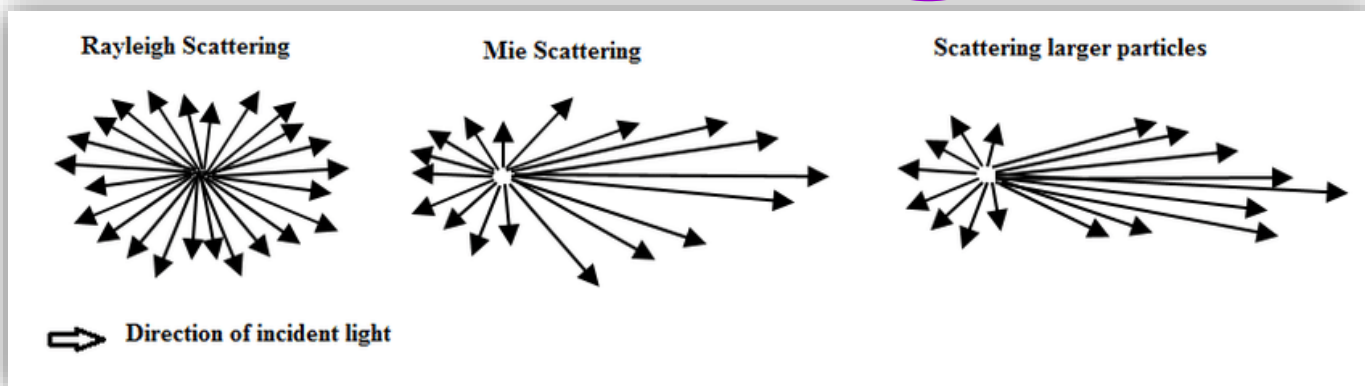 Rayleigh Scattering
Mie Scattering
Scattering larger particles
Direction of incident light